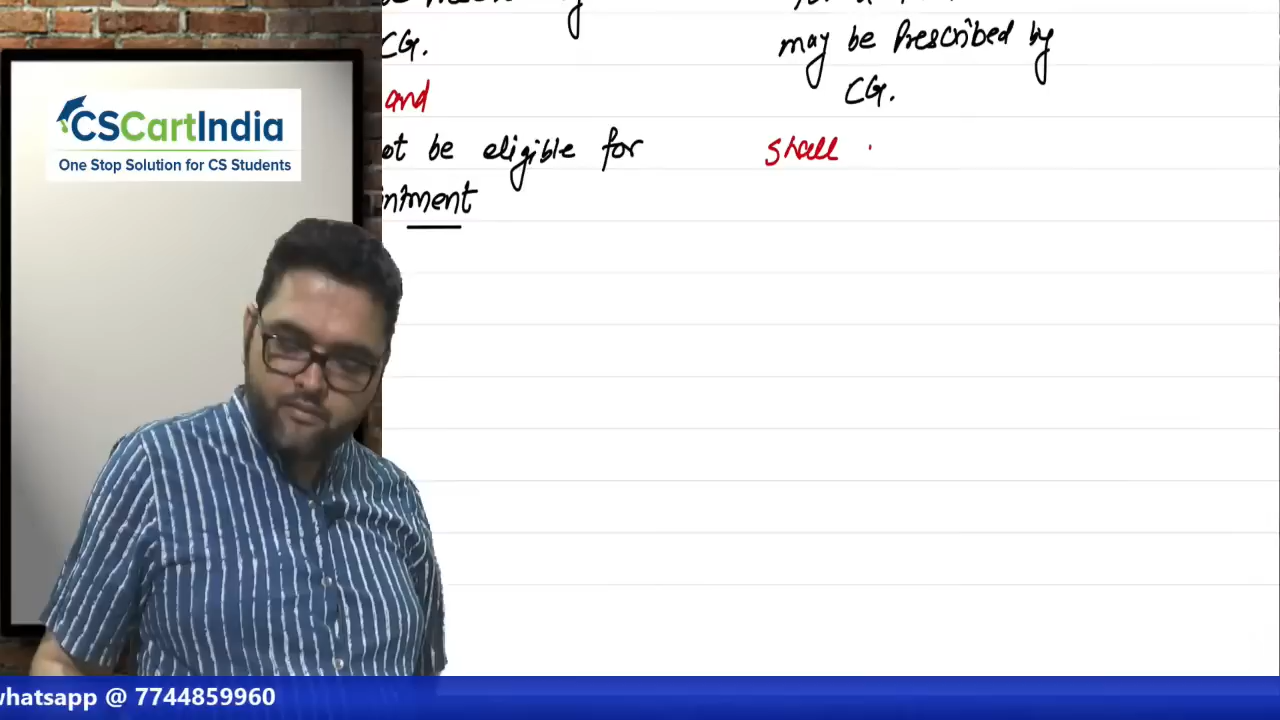 CSCartIndia
One Stop Solution for CS Students
CG.
and
ot be eligible for
intment
may be Prescribed by
CG.
shall
whatsapp @ 7744859960